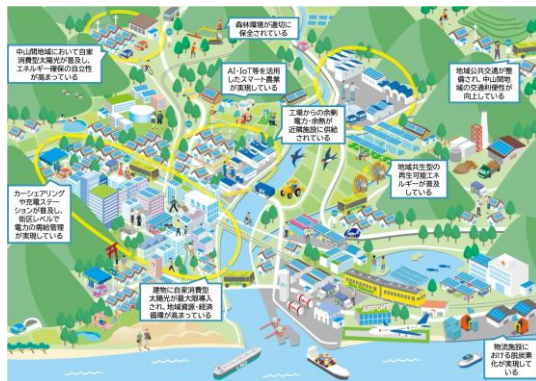 森林環境が適切に
保全されている
中山間地域において自家
消費型太陽光が普及し、
エネルギー確保の自立性
が高まっている
AI・IoT等を活用
したスマート農業
が実現している
地域公共交通が整
備され、中山間地
域の交通利便性が
向上している
工場からの余剰
電力・余熱が
近隣施設に供給
されている
カーシェアリング
や充電ステー
ションが普及し、
街区レベルで
電力の需給管理
が実現している
地域共生型の
再生可能エネル
ギーが普及
している
建物に自家消費型
太陽光が最大限導入
され、地域資源・経済
循環が高まっている
物流施設に
おける脱炭素
化が実現して
いる